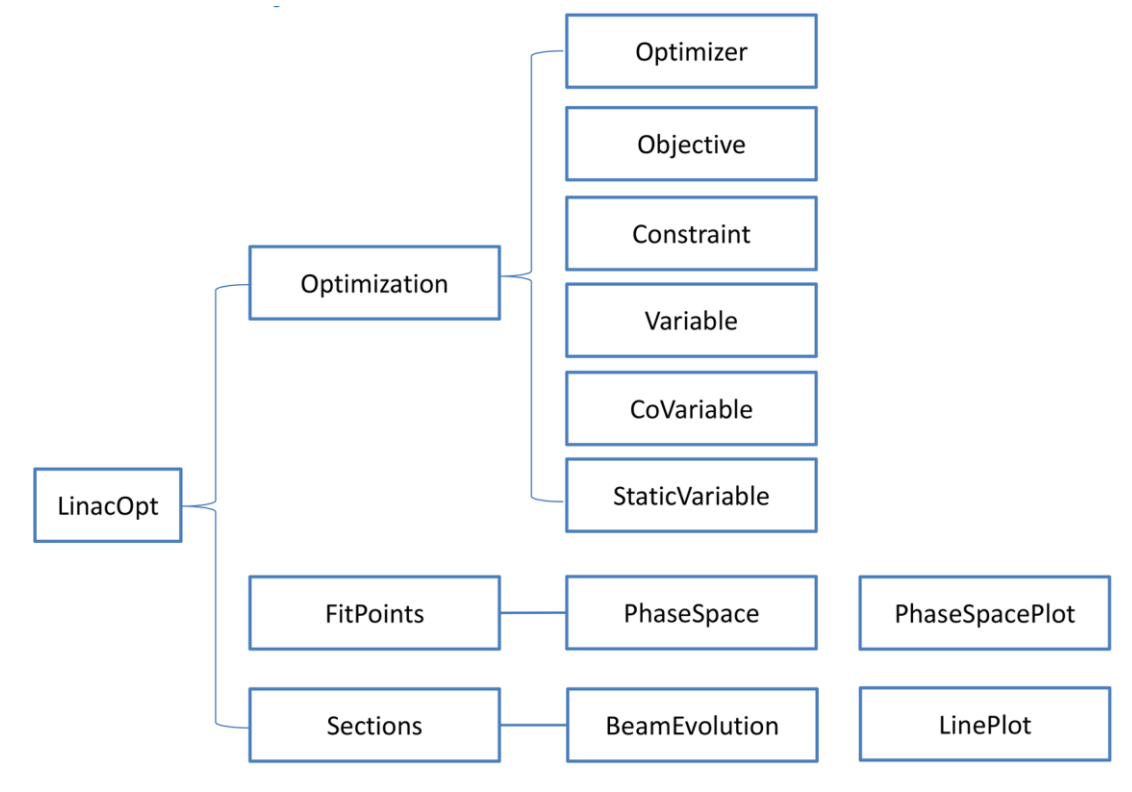 Optimizer
Objective
Constraint
Optimization
Variable
CoVariable
StaticVariable
LinacOpt
FitPoints
PhaseSpace
PhaseSpacePlot
Sections
BeamEvolution
LinePlot